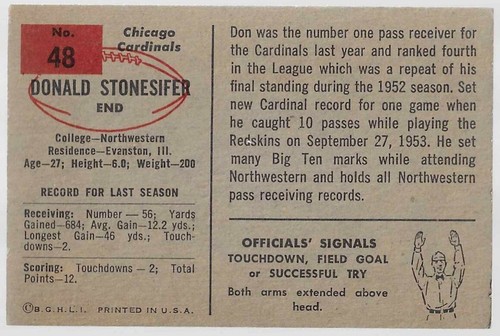 No.
48
Chicago
Cardinals
DONALD STONESIFER
END
College—Northwestern
Residence—Evanston, Ill.
Age—27; Height—6.0; Weight—200
RECORD FOR LAST SEASON
Receiving: Number — 56; Yards
Gained—684; Avg. Gain—12.2 yds.;
Longest Gain—46 yds.; Touch-
downs—2.
Scoring: Touchdowns — 2; Total
Points—12.
©B.G.H.L.I. PRINTED IN U.S.A.
Don was the number one pass receiver for
the Cardinals last year and ranked fourth
in the League which was a repeat of his
final standing during the 1952 season. Set
new Cardinal record for one game when
he caught 10 passes while playing the
Redskins on September 27, 1953. He set
many Big Ten marks while attending
Northwestern and holds all Northwestern
pass receiving records.
OFFICIALS' SIGNALS
TOUCHDOWN, FIELD GOAL
or SUCCESSFUL TRY
Both arms extended above
head.